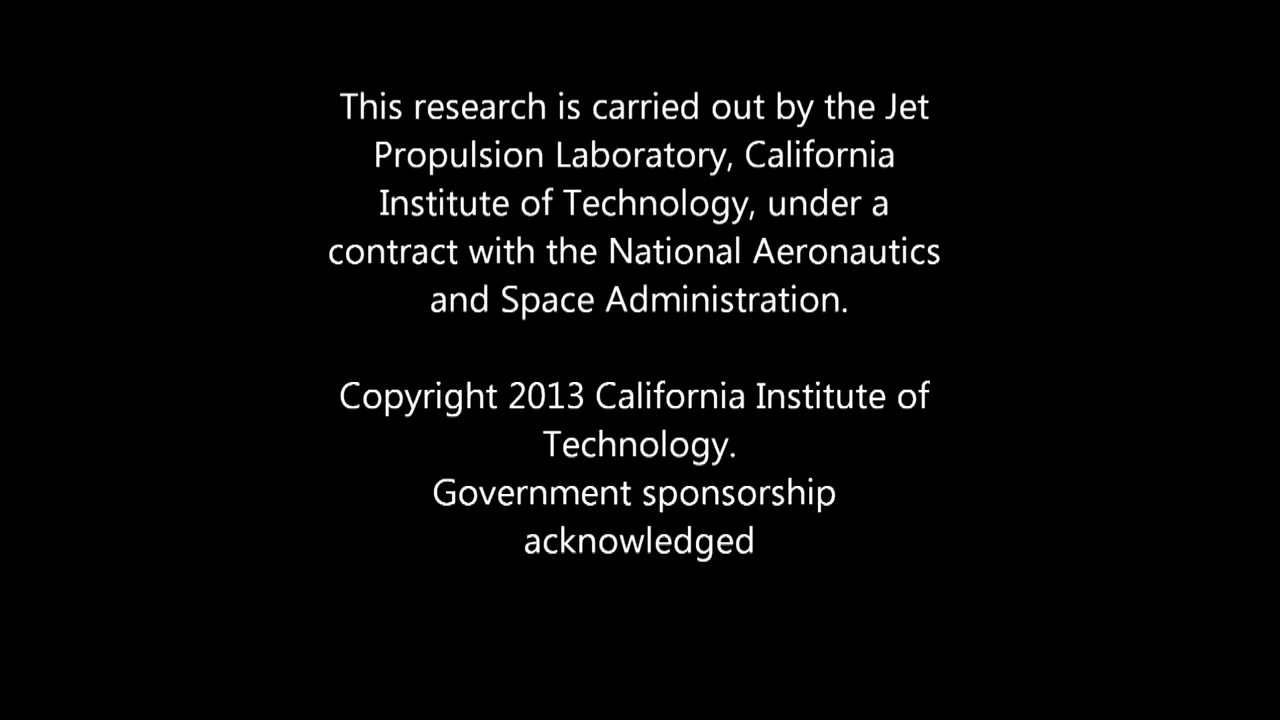 This research is carried out by the Jet
Propulsion Laboratory, California
Institute of Technology, under a
contract with the National Aeronautics
and Space Administration.
Copyright 2013 California Institute of
Technology.
Government sponsorship
acknowledged